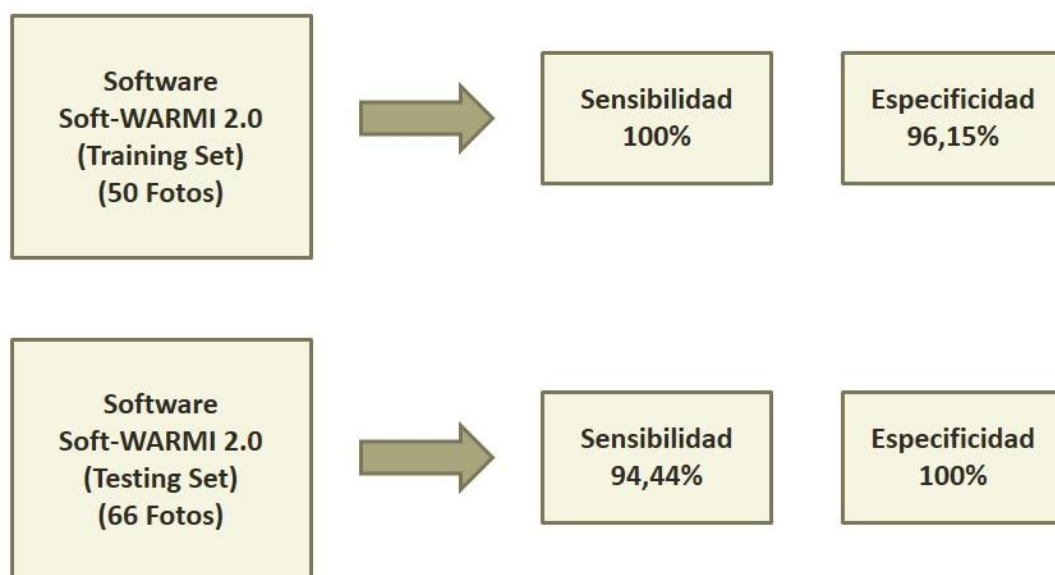 Software
Soft-WARMI 2.0
(Training Set)
(50 Fotos)
Sensibilidad
100%
Especificidad
96,15%
Software
Soft-WARMI 2.0
(Testing Set)
(66 Fotos)
Sensibilidad
94,44%
Especificidad
100%